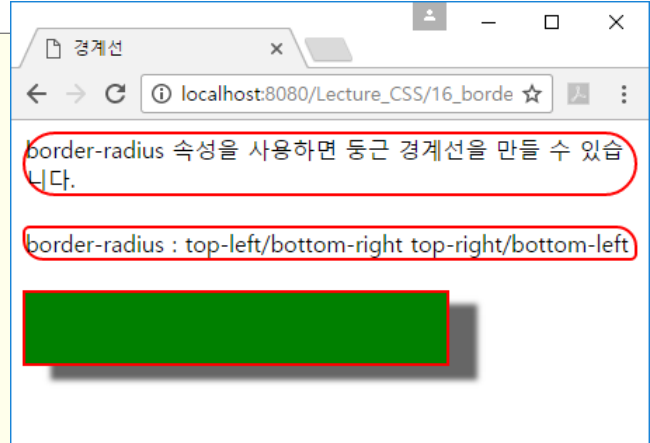 경계선
localhost:8080/Lecture_CSS/16_borde
border-radius 속성을 사용하면 둥근 경계선을 만들 수 있습
니다.
border-radius : top-left/bottom-right top-right/bottom-left